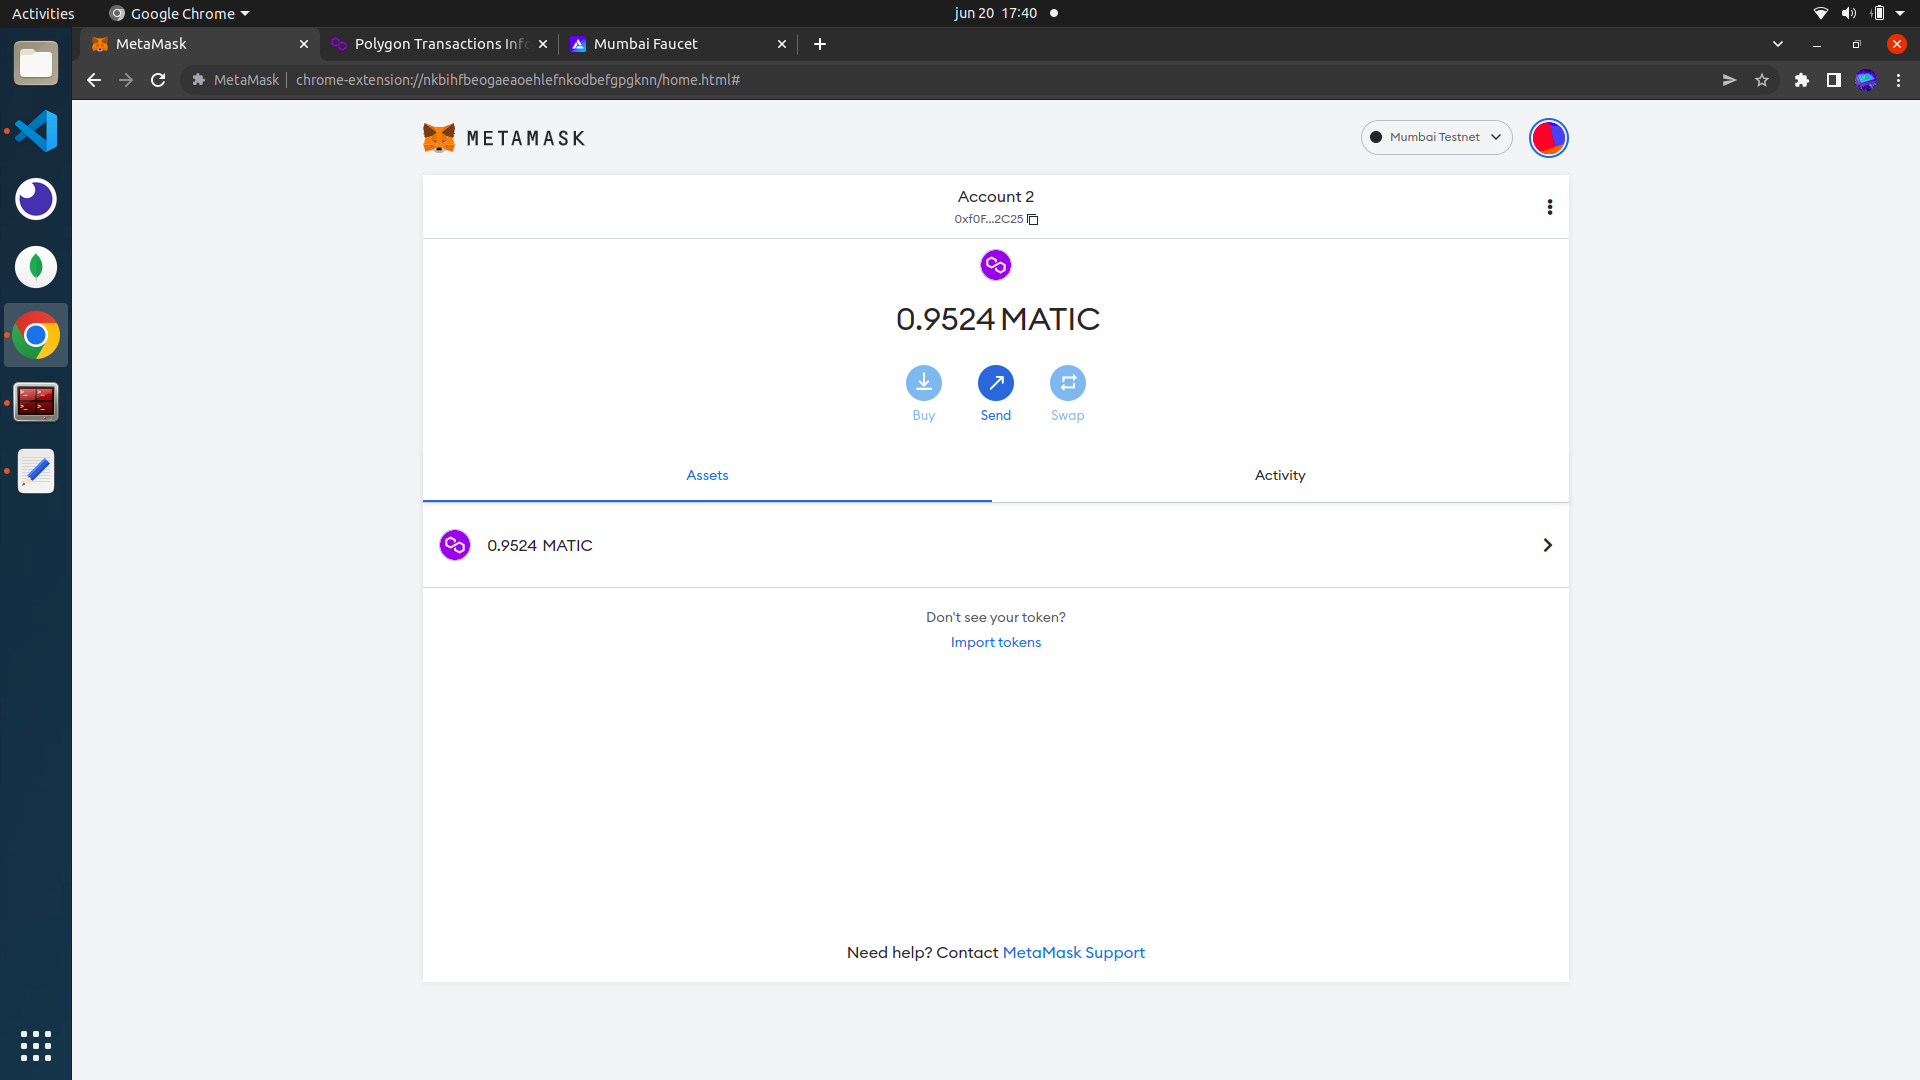 Activities
Google Chrome
jun 20 17:40
MetaMask
Polygon Transactions Info
Mumbai Faucet
MetaMask
chrome-extension://nkbihfbeogaeaoehlefnkodbefgpgknn/home.html#
METAMASK
Mumbai Testnet
Account 2
0xf0F...2C25
0.9524 MATIC
Buy
Send
Swap
Assets
Activity
0.9524 MATIC
Don't see your token?
Import tokens
Need help? Contact MetaMask Support